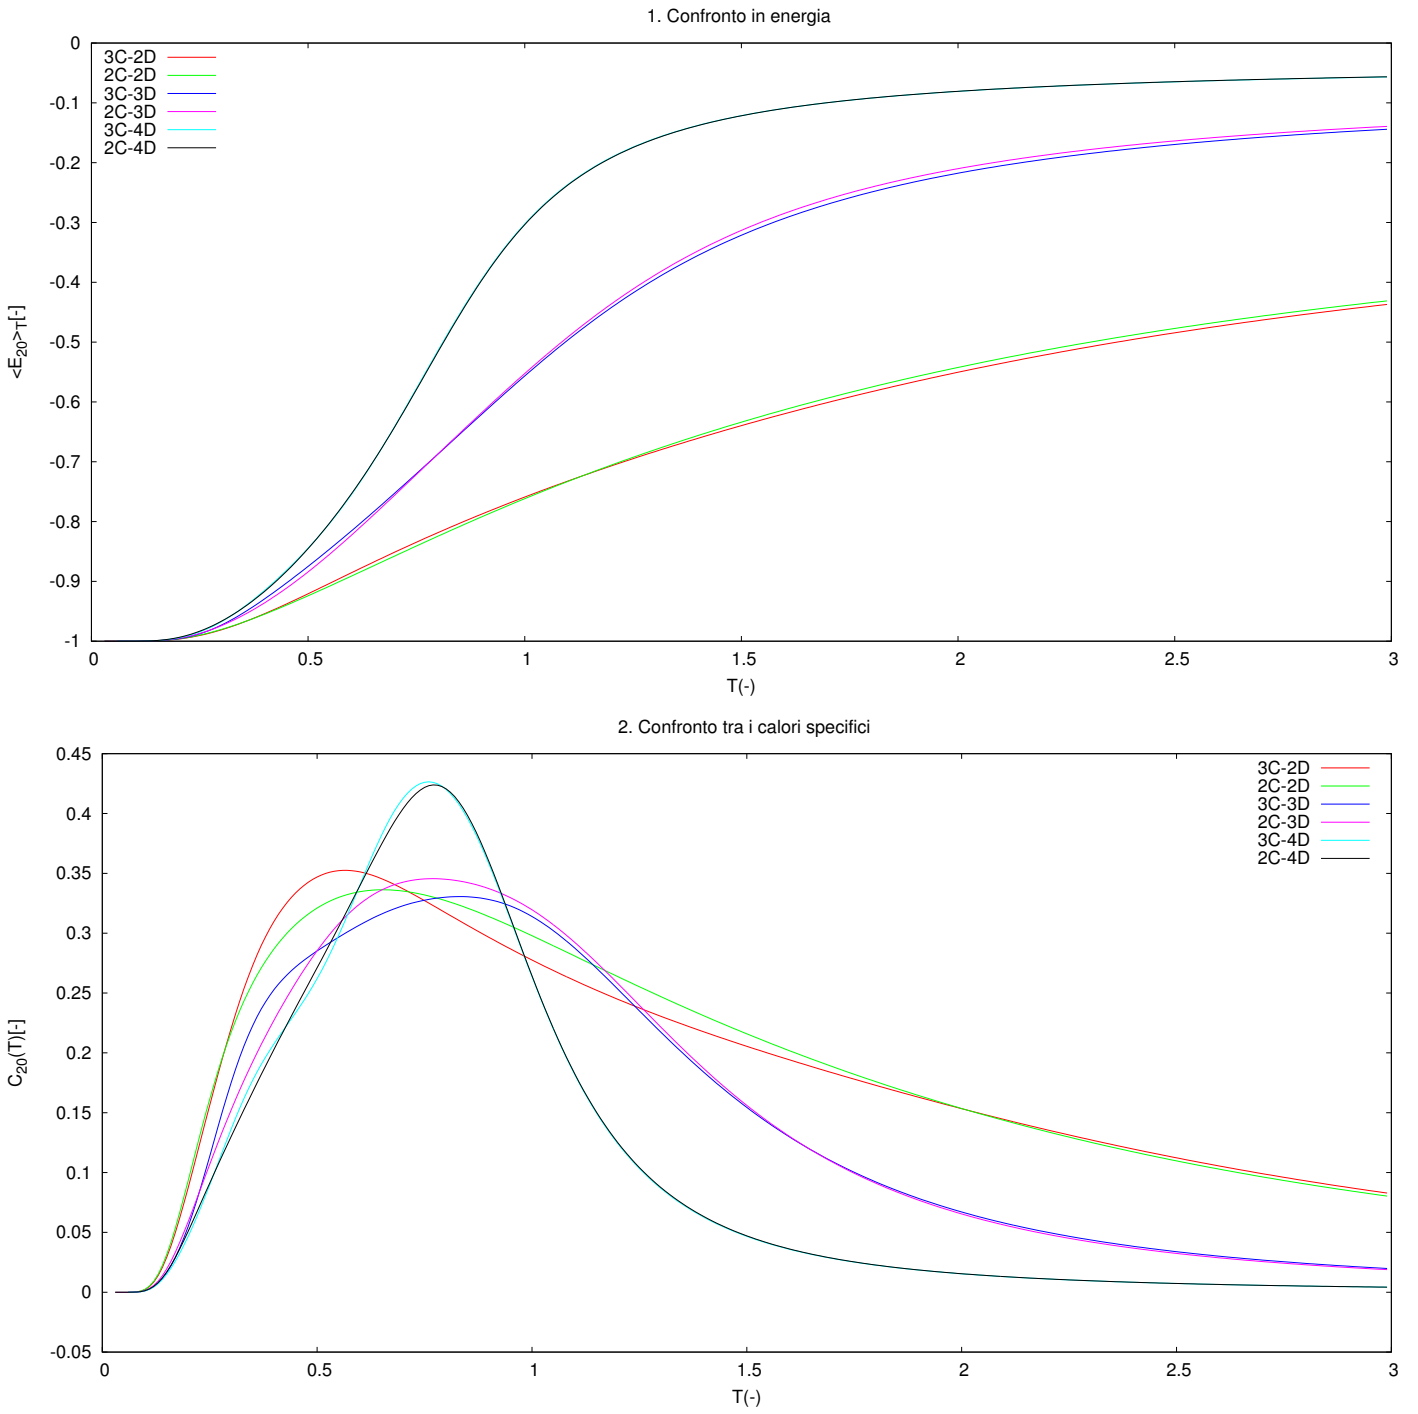 1. Confronto in energia
3C-2D
2C-2D
3C-3D
2C-3D
3C-4D
2C-4D
0
-0.1
-0.2
-0.3
-0.4
-0.5
-0.6
-0.7
-0.8
-0.9
-1
<E20>T[-]
0 0.5 1 1.5 2 2.5 3
T(-)
2. Confronto tra i calori specifici
3C-2D
2C-2D
3C-3D
2C-3D
3C-4D
2C-4D
0.45
0.4
0.35
0.3
0.25
0.2
0.15
0.1
0.05
0
-0.05
C20(T)[-]
0 0.5 1 1.5 2 2.5 3
T(-)